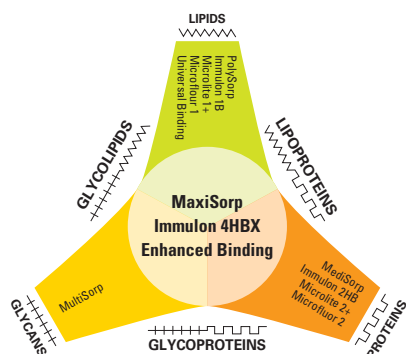 LIPIDS
PolySorp
Immulon 1B
Microlite 1+
Microflour 1
Universal Binding
GLYCOLIPIDS
LIPOPROTEINS
MaxiSorp
Immulon 4HBX
Enhanced Binding
MultiSorp
MediSorp
Immulon 2HB
Microlite 2+
Microfluor 2
GLYCANS
GLYCOPROTEINS
PROTEINS